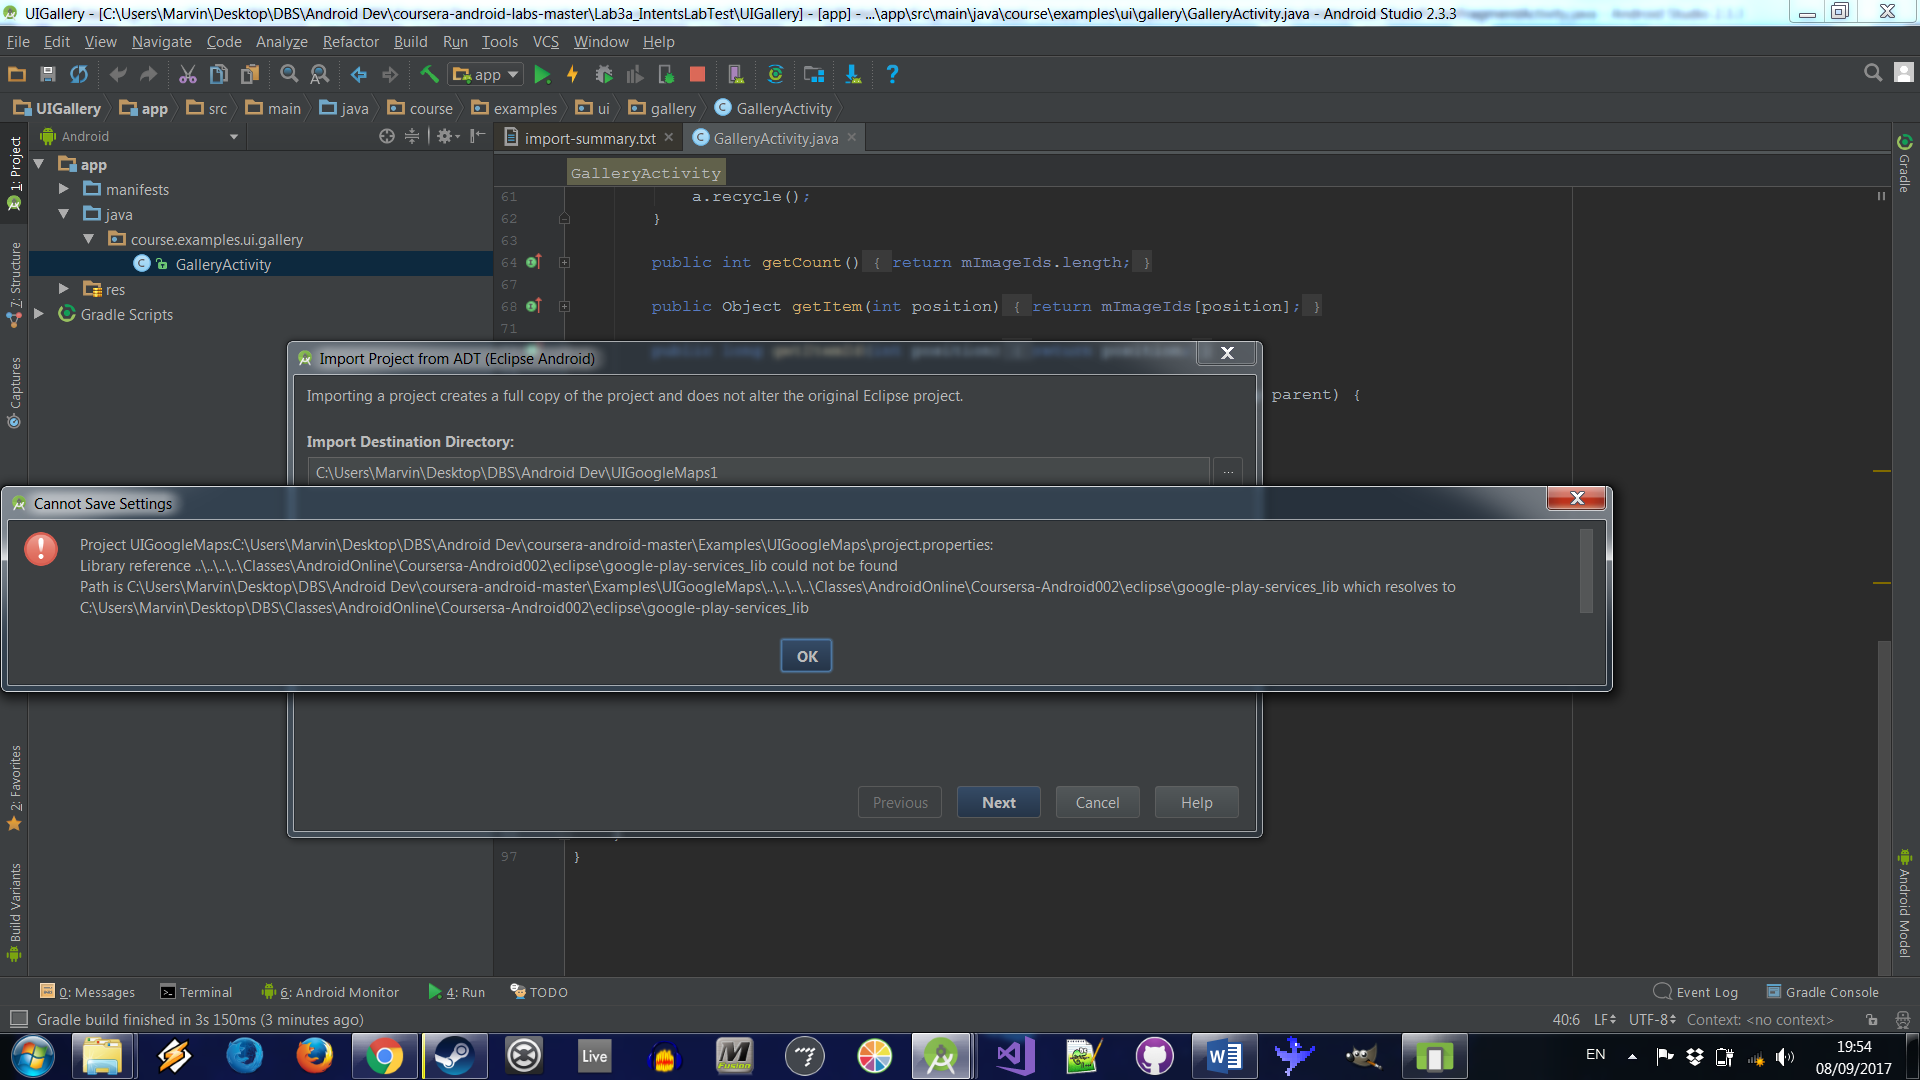 UIGallery - [C:\Users\Marvin\Desktop\DBS\Android Dev\coursera-android-labs-master\Lab3a_IntentsLabTest\UIGallery] - [app] - ...\app\src\main\java\course\examples\ui\gallery\GalleryActivity.java - Android Studio 2.3.3
File Edit View Navigate Code Analyze Refactor Build Run Tools VCS Window Help
app
UIGallery app src main java course examples ui gallery GalleryActivity
Android
import-summary.txt GalleryActivity.java
1: Project
7: Structure
Captures
2: Favorites
Build Variants
app
manifests
java
course.examples.ui.gallery
GalleryActivity
res
Gradle Scripts
GalleryActivity
61 a.recycle();
62 }
63
64 public int getCount() { return mImageIds.length; }
67
68 public Object getItem(int position) { return mImageIds[position]; }
71
public long getItemId(int position) { return position;
parent) {
97 }
Gradle
Android Model
Import Project from ADT (Eclipse Android)
Importing a project creates a full copy of the project and does not alter the original Eclipse project.
Import Destination Directory:
C:\Users\Marvin\Desktop\DBS\Android Dev\UIGoogleMaps1
...
Cannot Save Settings
Project UIGoogleMaps:C:\Users\Marvin\Desktop\DBS\Android Dev\coursera-android-master\Examples\UIGoogleMaps\project.properties:
Library reference ..\..\..\..\Classes\AndroidOnline\Coursersa-Android002\eclipse\google-play-services_lib could not be found
Path is C:\Users\Marvin\Desktop\DBS\Android Dev\coursera-android-master\Examples\UIGoogleMaps\..\..\..\..\Classes\AndroidOnline\Coursersa-Android002\eclipse\google-play-services_lib which resolves to
C:\Users\Marvin\Desktop\DBS\Classes\AndroidOnline\Coursersa-Android002\eclipse\google-play-services_lib
OK
Previous Next Cancel Help
0: Messages Terminal 6: Android Monitor 4: Run TODO Event Log Gradle Console
Gradle build finished in 3s 150ms (3 minutes ago) 40:6 LF UTF-8 Context: <no context>
Live
EN
19:54
08/09/2017